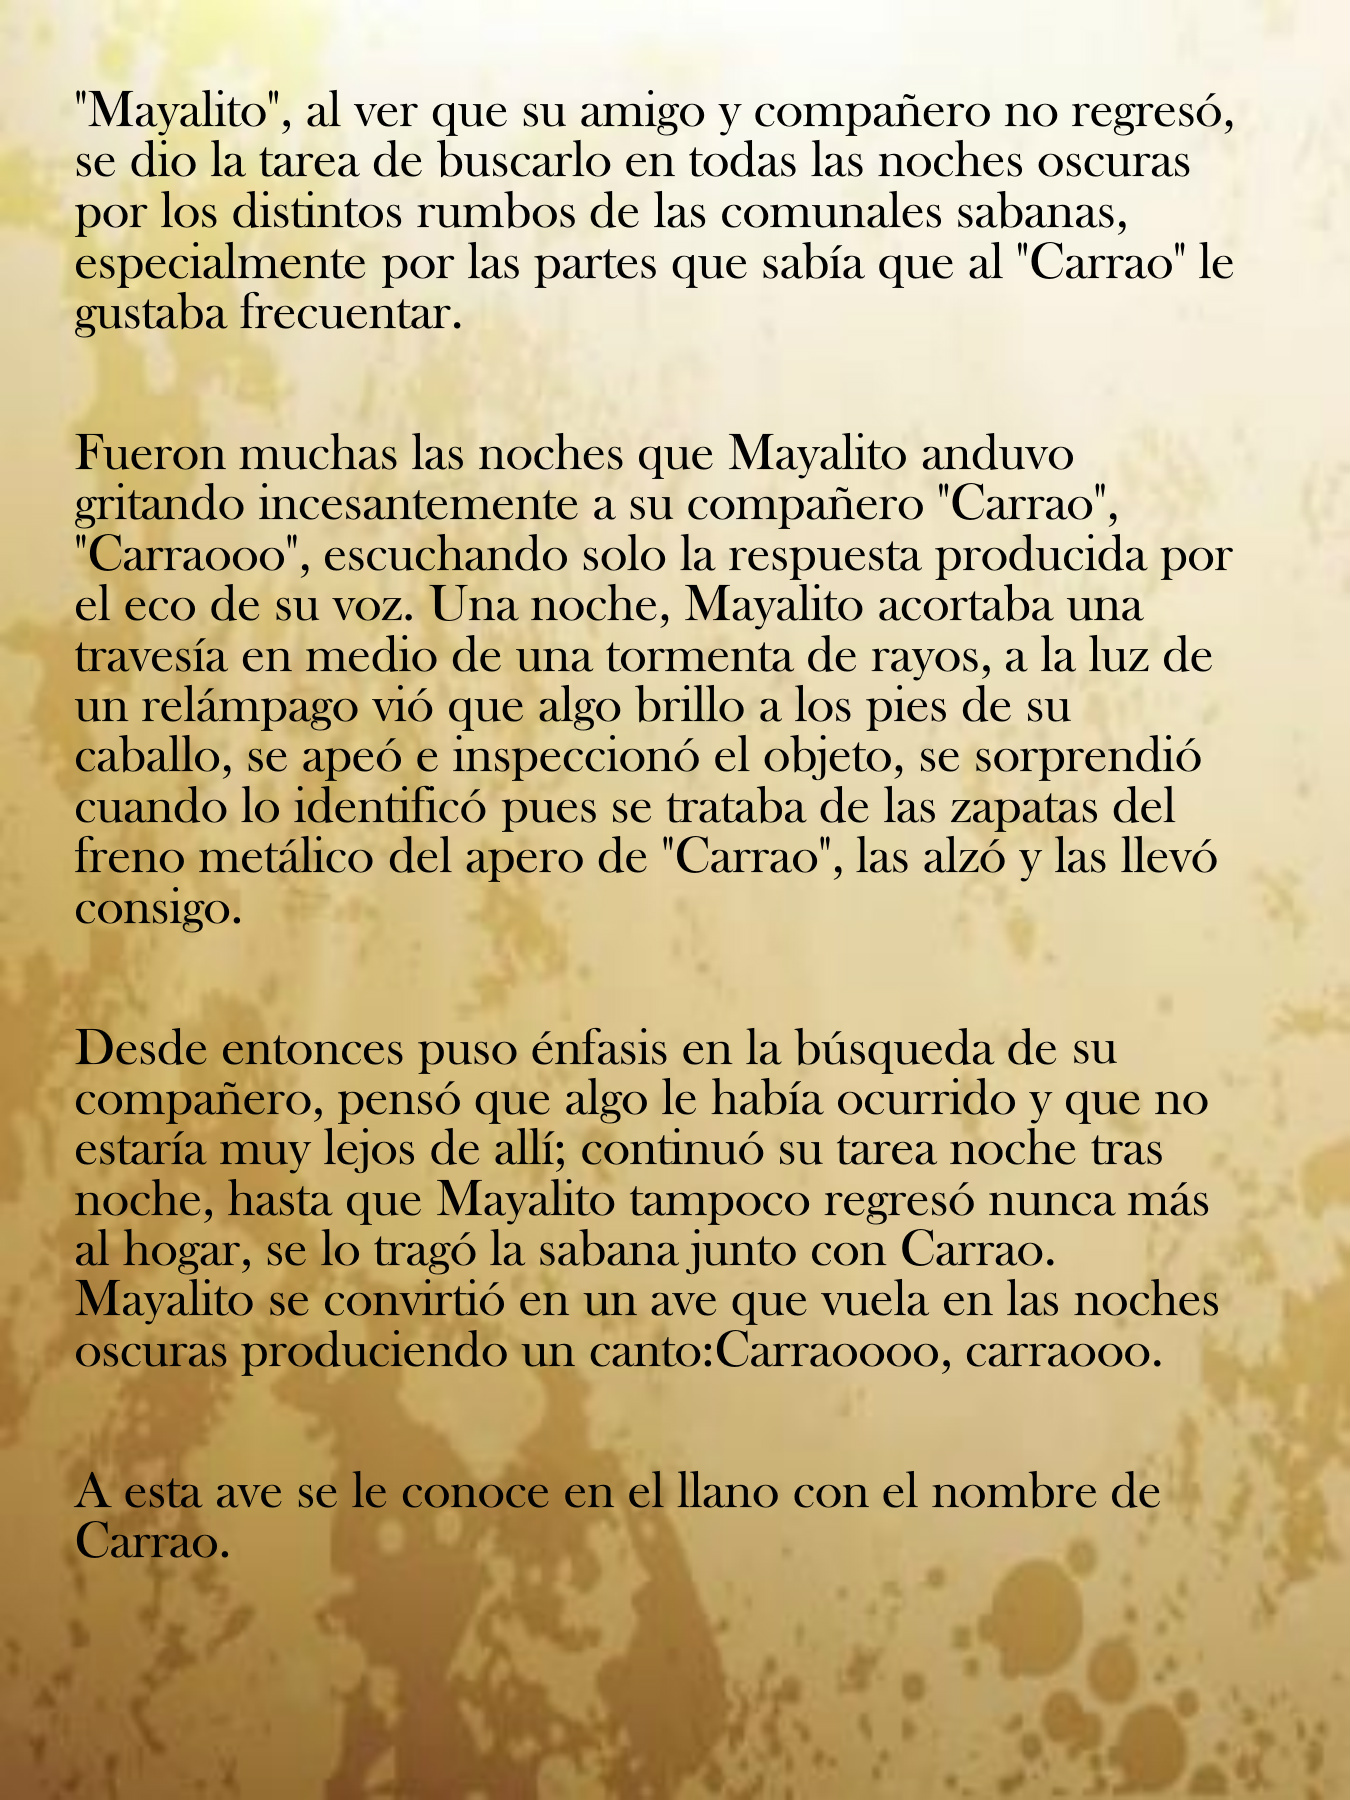 "Mayalito", al ver que su amigo y compañero no regresó,
se dio la tarea de buscarlo en todas las noches oscuras
por los distintos rumbos de las comunales sabanas,
especialmente por las partes que sabía que al "Carrao" le
gustaba frecuentar.
Fueron muchas las noches que Mayalito anduvo
gritando incesantemente a su compañero "Carrao",
"Carraooo", escuchando solo la respuesta producida por
el eco de su voz. Una noche, Mayalito acortaba una
travesía en medio de una tormenta de rayos, a la luz de
un relámpago vió que algo brillo a los pies de su
caballo, se apeó e inspeccionó el objeto, se sorprendió
cuando lo identificó pues se trataba de las zapatas del
freno metálico del apero de "Carrao", las alzó y las llevó
consigo.
Desde entonces puso énfasis en la búsqueda de su
compañero, pensó que algo le había ocurrido y que no
estaría muy lejos de allí; continuó su tarea noche tras
noche, hasta que Mayalito tampoco regresó nunca más
al hogar, se lo tragó la sabana junto con Carrao.
Mayalito se convirtió en un ave que vuela en las noches
oscuras produciendo un canto:Carraoooo, carraooo.
A esta ave se le conoce en el llano con el nombre de
Carrao.